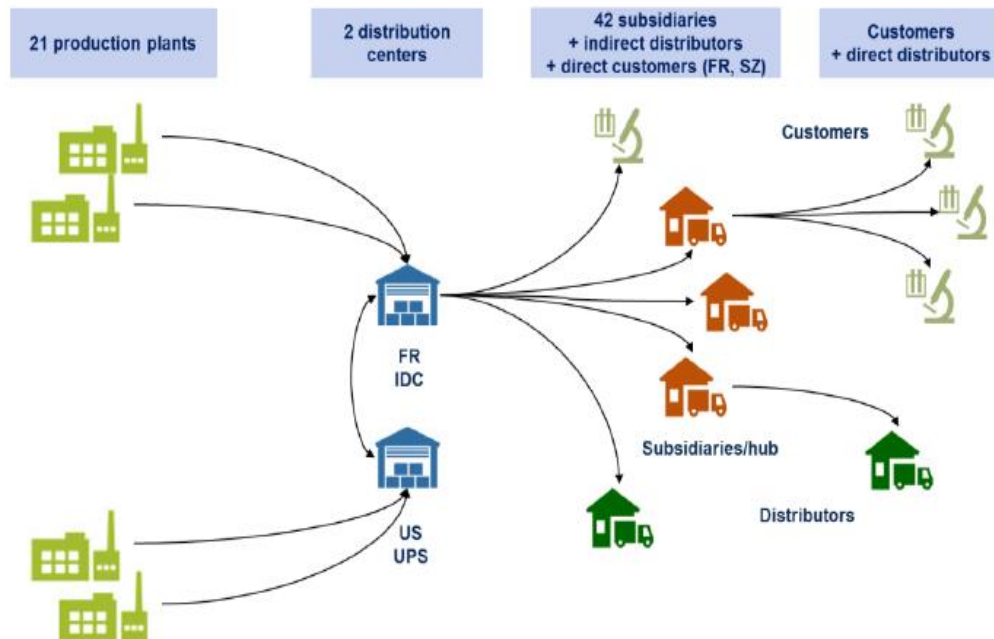 21 production plants
2 distribution
centers
42 subsidiaries
+ indirect distributors
+ direct customers (FR, SZ)
Customers
+ direct distributors
Customers
FR
IDC
Subsidiaries/hub
US
UPS
Distributors